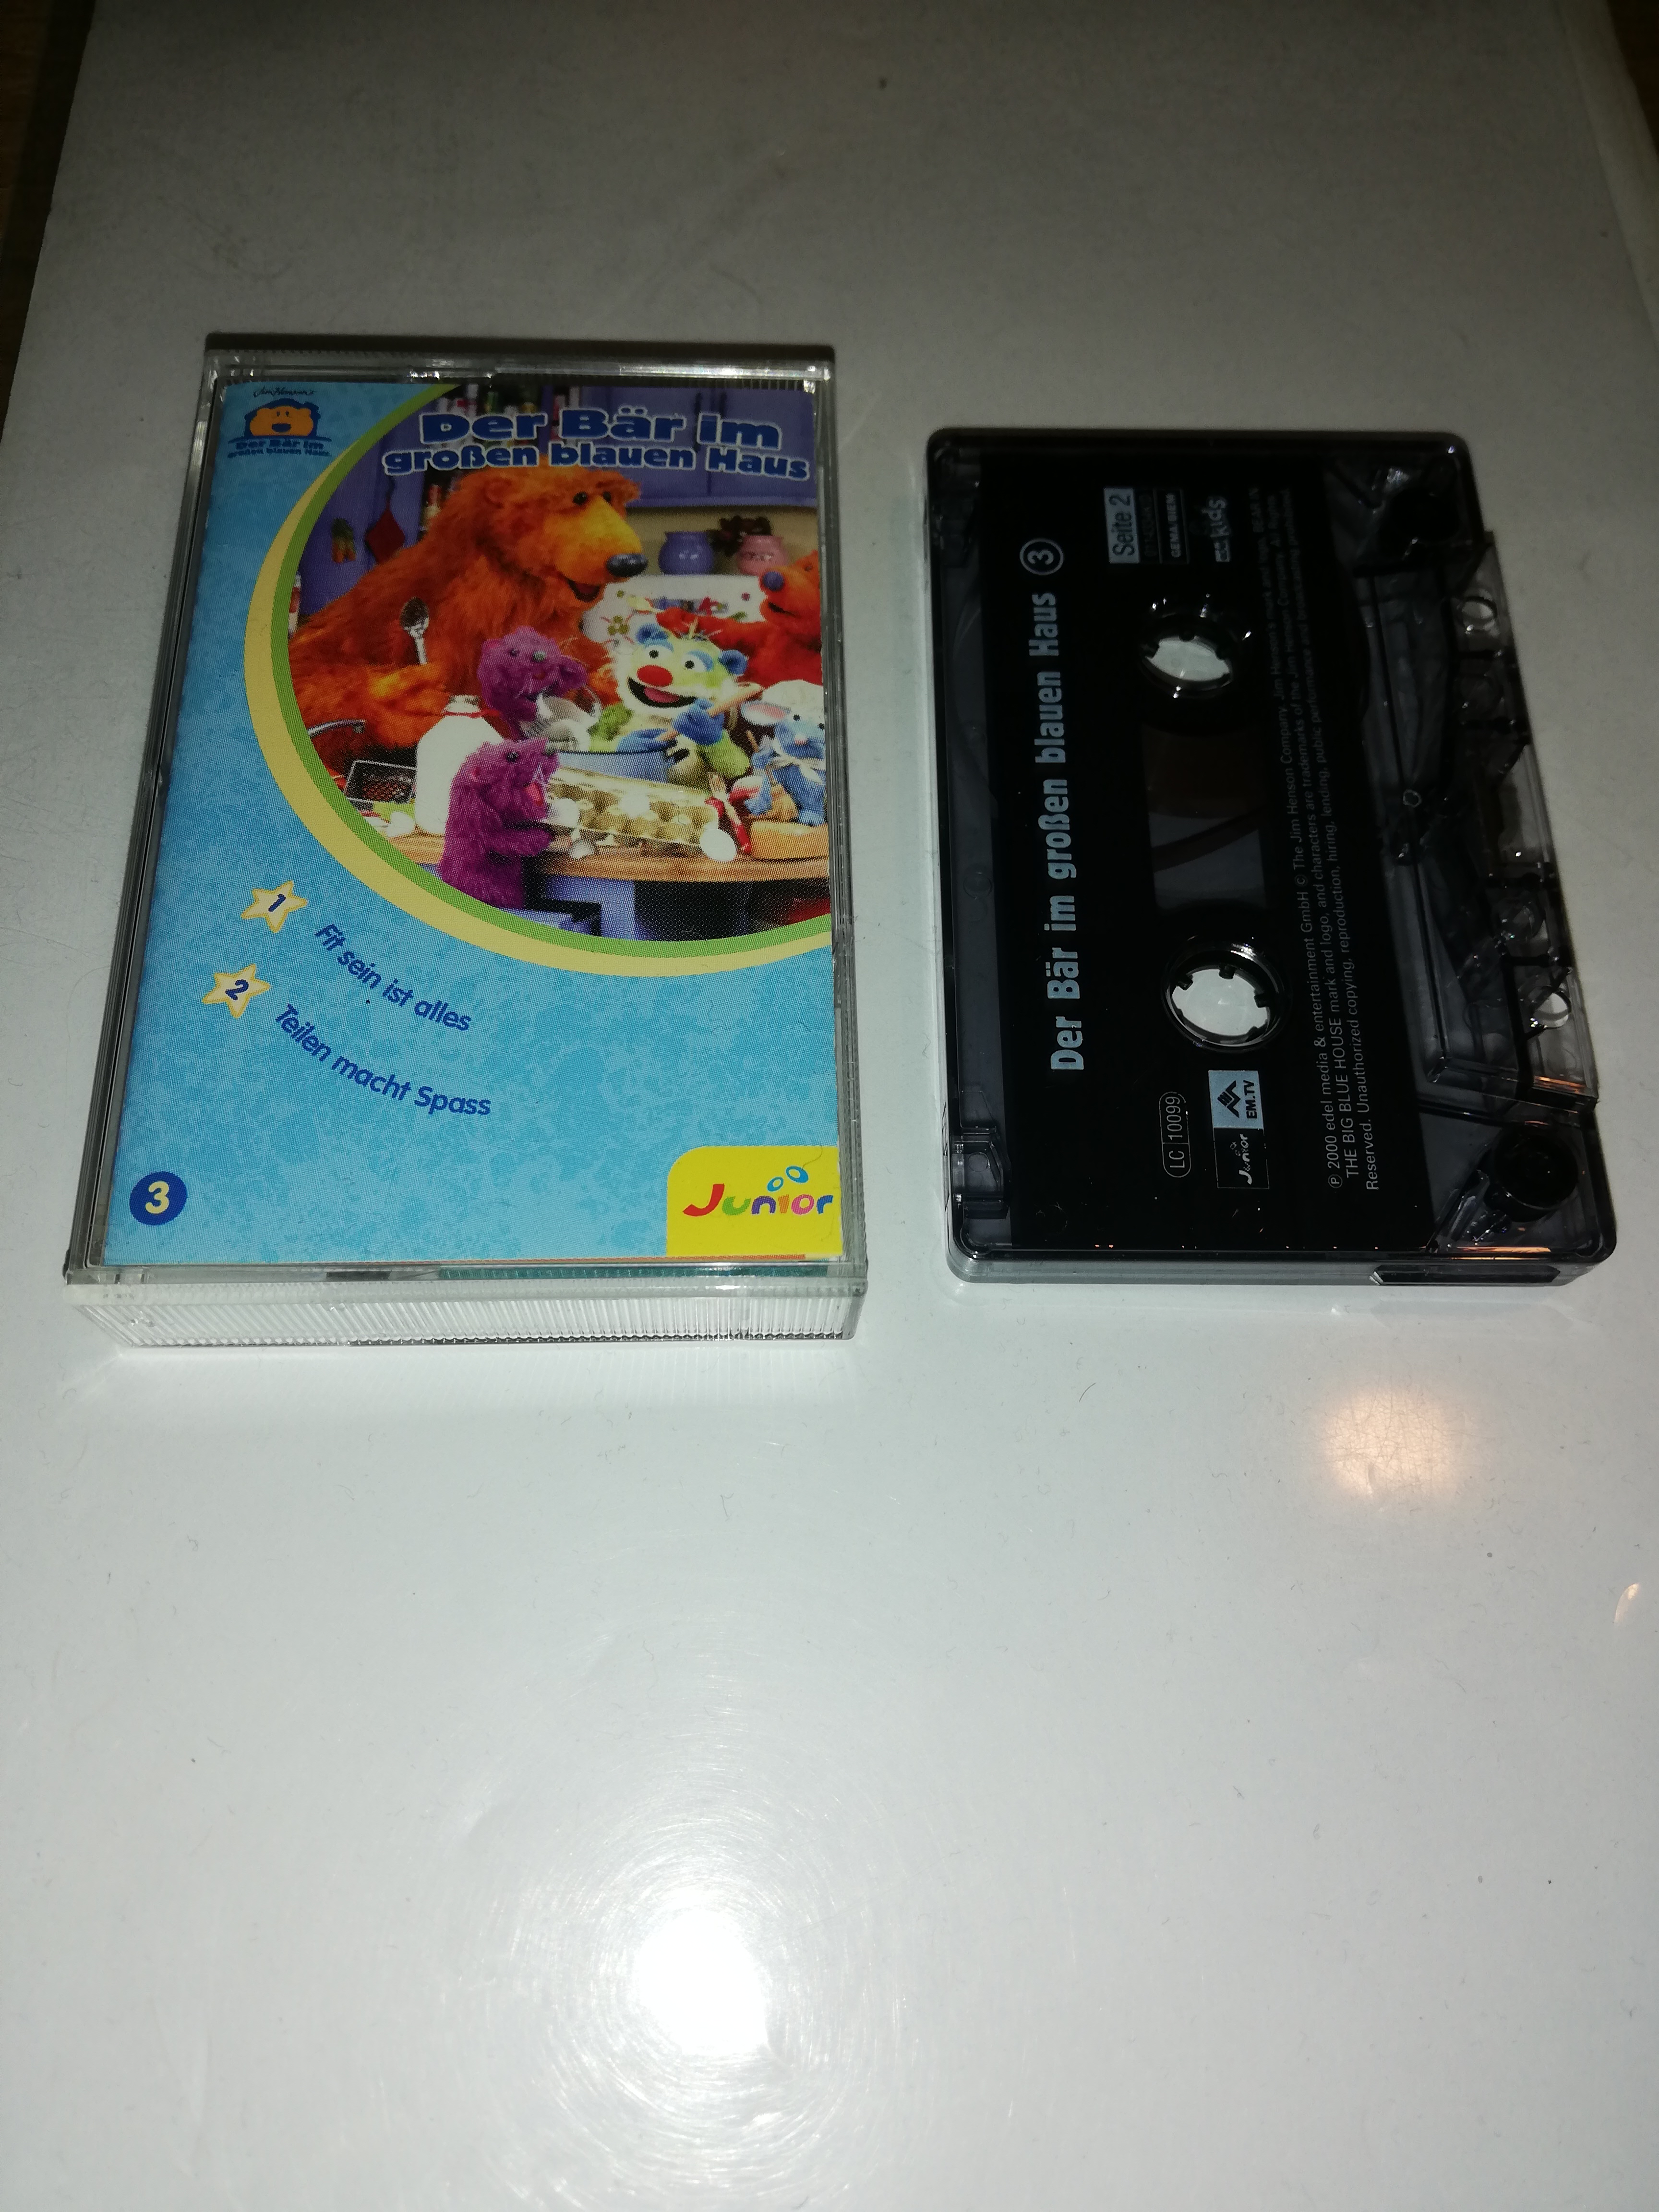 Jim Henson's
Der Bär im
großen blauen Haus
Der Bär im
großen blauen Haus
1 Fit sein ist alles
2 Teilen macht Spass
3
Junior
Der Bär im großen blauen Haus 3
Seite 2
GEMA/BIEM
kids
LC 10099
Junior
EM.TV
℗ 2000 edel media & entertainment GmbH © The Jim Henson Company. Jim Henson's mark and logo, BEAR IN
THE BIG BLUE HOUSE mark and logo, and characters are trademarks of the Jim Henson Company. All Rights
Reserved. Unauthorized copying, reproduction, hiring, lending, public performance and broadcasting prohibited.